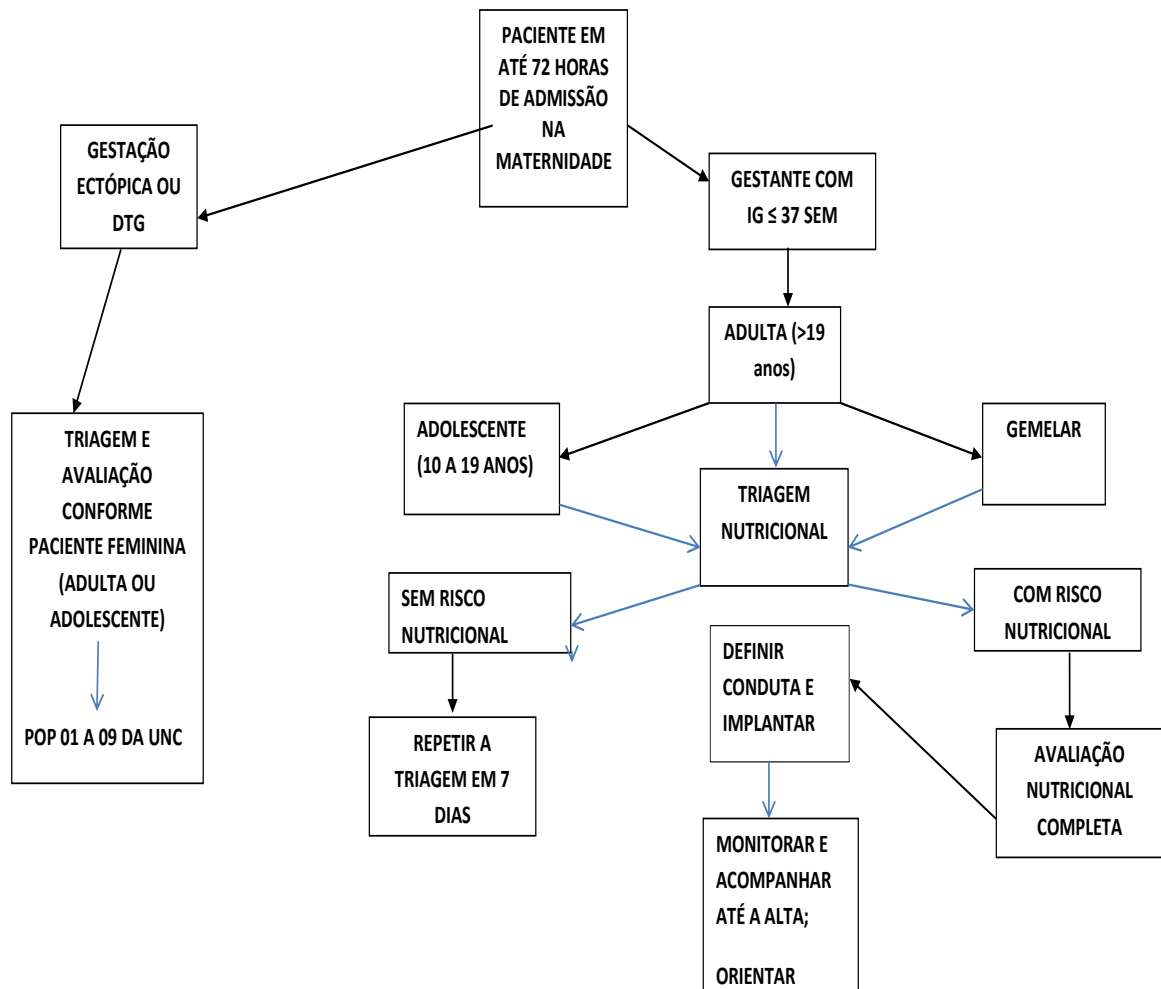 PACIENTE EM
ATÉ 72 HORAS
DE ADMISSÃO
NA
MATERNIDADE
GESTAÇÃO
ECTÓPICA OU
DTG
GESTANTE COM
IG ≤ 37 SEM
ADULTA (>19
anos)
ADOLESCENTE
(10 A 19 ANOS)
GEMELAR
TRIAGEM E
AVALIAÇÃO
CONFORME
PACIENTE FEMININA
(ADULTA OU
ADOLESCENTE)
POP 01 A 09 DA UNC
TRIAGEM
NUTRICIONAL
SEM RISCO
NUTRICIONAL
COM RISCO
NUTRICIONAL
DEFINIR
CONDUTA E
IMPLANTAR
REPETIR A
TRIAGEM EM 7
DIAS
AVALIAÇÃO
NUTRICIONAL
COMPLETA
MONITORAR E
ACOMPANHAR
ATÉ A ALTA;
ORIENTAR